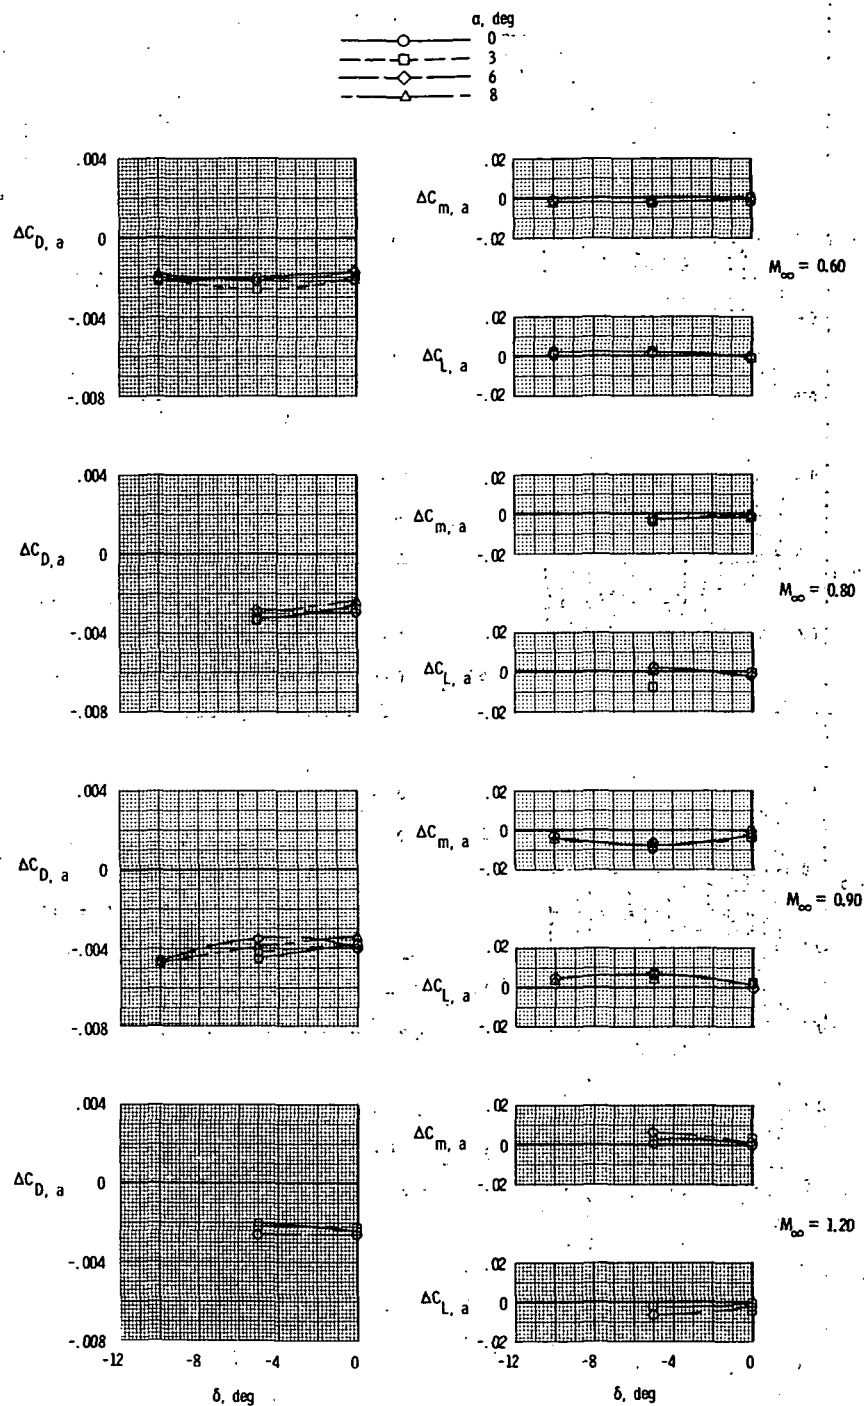 α, deg
0
3
6
8
.004
ΔC_D, a
0
-.004
-.008
.02
ΔC_m, a
0
-.02
M_∞ = 0.60
.02
ΔC_L, a
0
-.02
.004
ΔC_D, a
0
-.004
-.008
.02
ΔC_m, a
0
-.02
M_∞ = 0.80
.02
ΔC_L, a
0
-.02
.004
ΔC_D, a
0
-.004
-.008
.02
ΔC_m, a
0
-.02
M_∞ = 0.90
.02
ΔC_L, a
0
-.02
.004
ΔC_D, a
0
-.004
-.008
.02
ΔC_m, a
0
-.02
M_∞ = 1.20
.02
ΔC_L, a
0
-.02
-12 -8 -4 0
δ, deg
-12 -8 -4 0
δ, deg